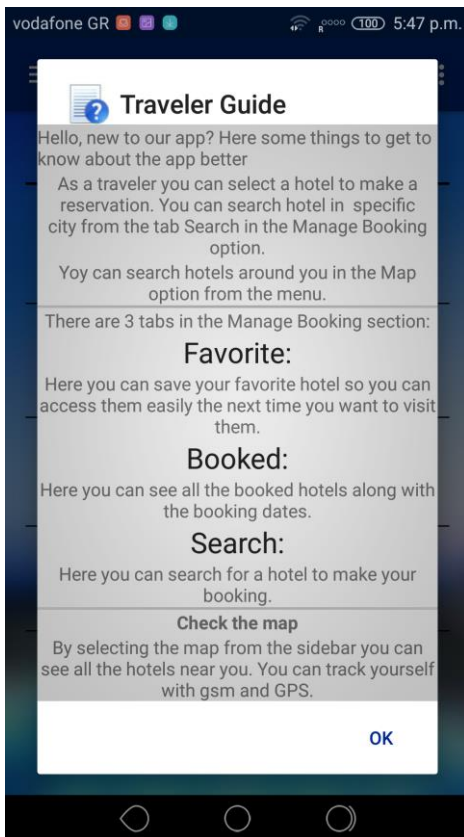 vodafone GR R 100 5:47 p.m.
Traveler Guide
Hello, new to our app? Here some things to get to
know about the app better
As a traveler you can select a hotel to make a
reservation. You can search hotel in specific
city from the tab Search in the Manage Booking
option.
Yoy can search hotels around you in the Map
option from the menu.
There are 3 tabs in the Manage Booking section:
Favorite:
Here you can save your favorite hotel so you can
access them easily the next time you want to visit
them.
Booked:
Here you can see all the booked hotels along with
the booking dates.
Search:
Here you can search for a hotel to make your
booking.
Check the map
By selecting the map from the sidebar you can
see all the hotels near you. You can track yourself
with gsm and GPS.
OK